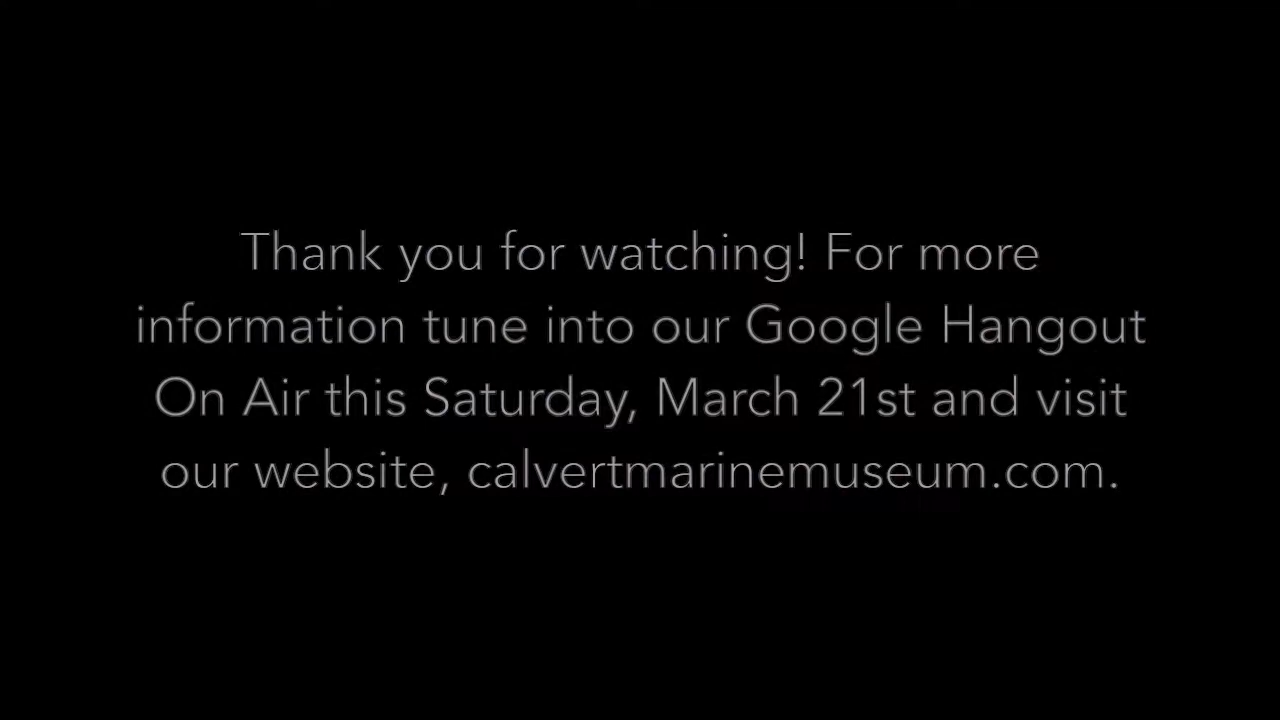 Thank you for watching! For more
information tune into our Google Hangout
On Air this Saturday, March 21st and visit
our website, calvertmarinemuseum.com.